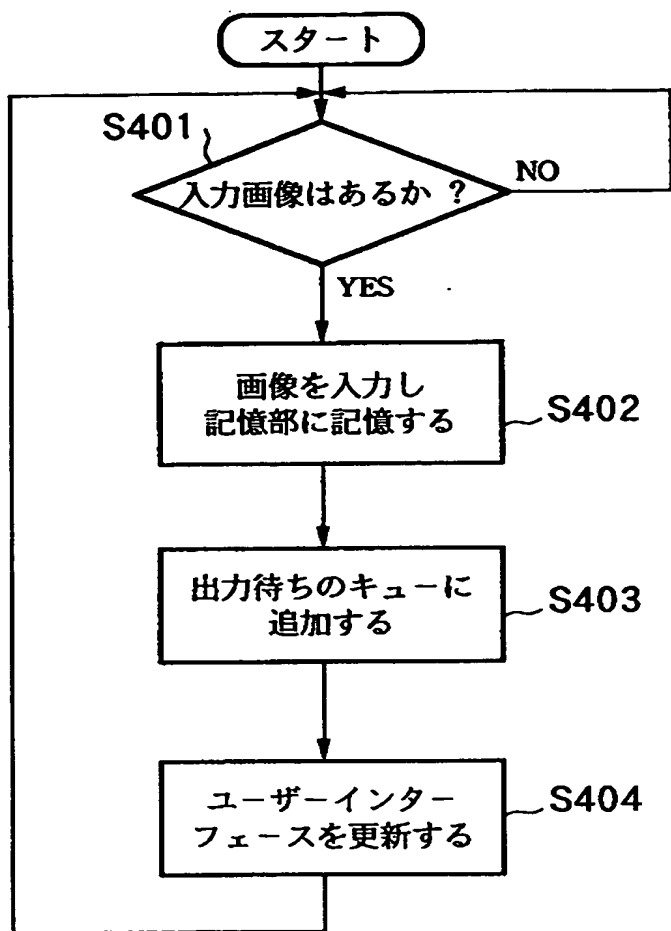 スタート
S401
入力画像はあるか ?
NO
YES
画像を入力し
記憶部に記憶する
S402
出力待ちのキューに
追加する
S403
ユーザーインター
フェースを更新する
S404